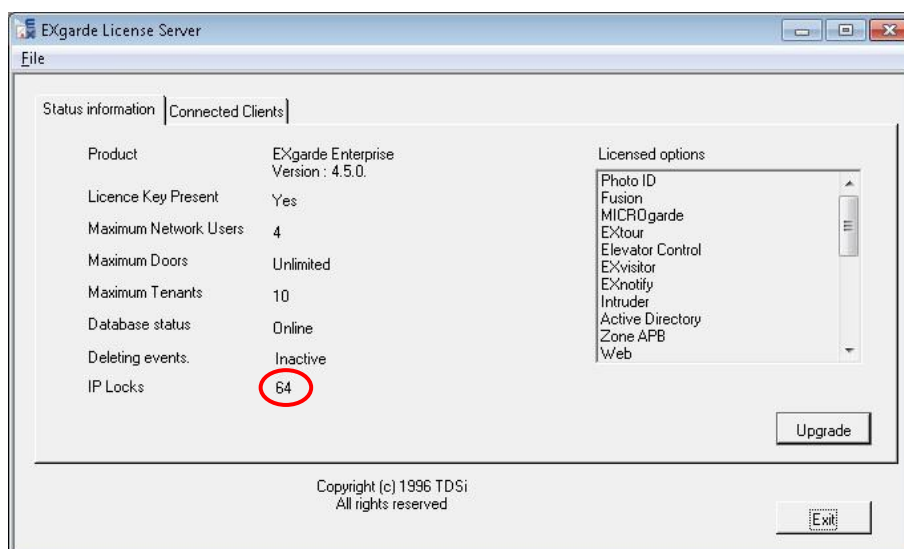 EXgarde License Server
File
Status information
Connected Clients
Product
EXgarde Enterprise
Version : 4.5.0.
Licence Key Present
Yes
Maximum Network Users
4
Maximum Doors
Unlimited
Maximum Tenants
10
Database status
Online
Deleting events.
Inactive
IP Locks
64
Licensed options
Photo ID
Fusion
MICROgarde
EXtour
Elevator Control
EXvisitor
EXnotify
Intruder
Active Directory
Zone APB
Web
Upgrade
Copyright (c) 1996 TDSi
All rights reserved
Exit